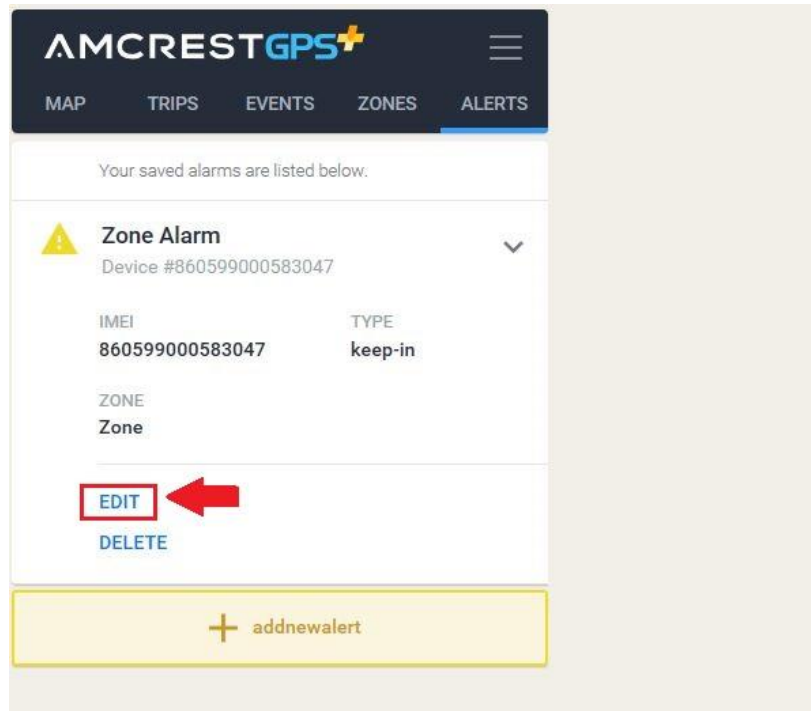 AMCRESTGPS+
MAP TRIPS EVENTS ZONES ALERTS
Your saved alarms are listed below.
Zone Alarm
Device #860599000583047
IMEI TYPE
860599000583047 keep-in
ZONE
Zone
EDIT
DELETE
+ addnewalert